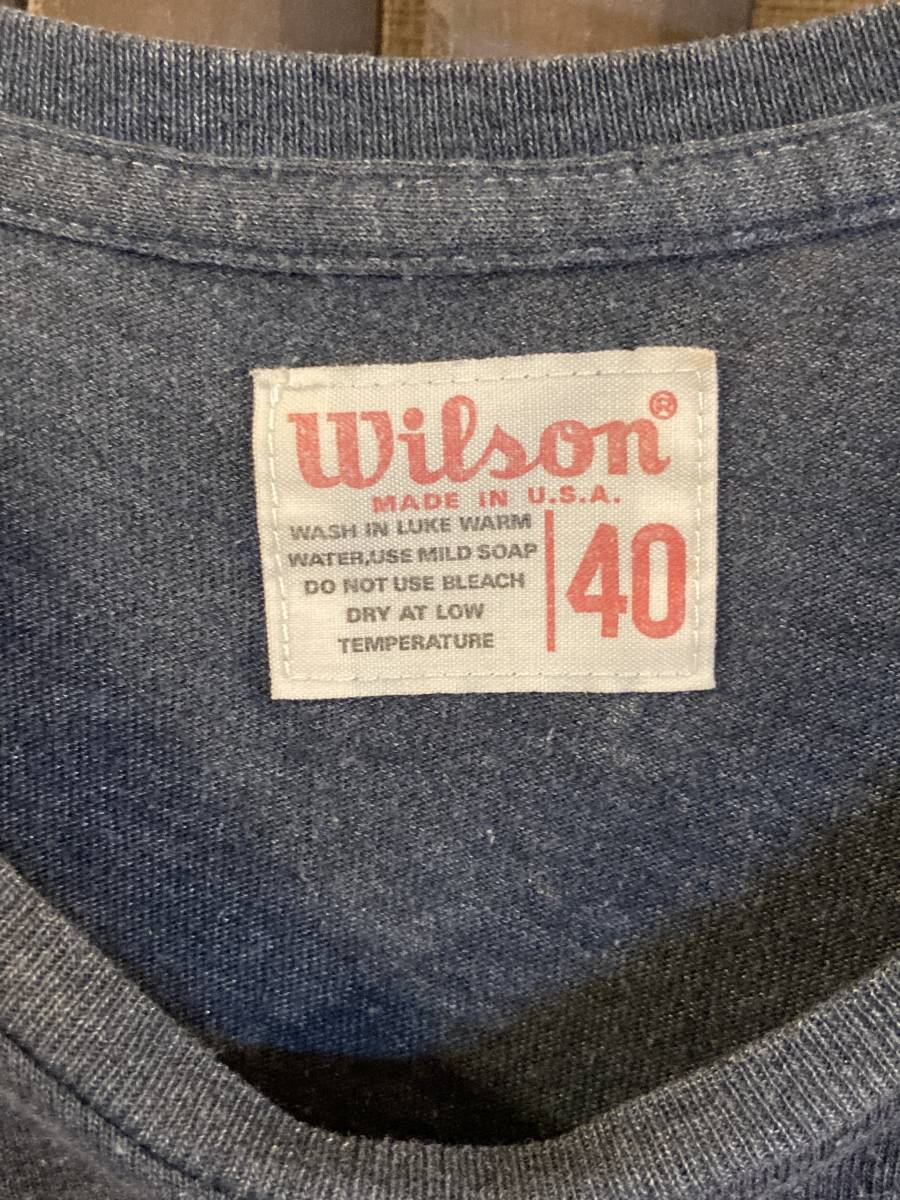 Wilson®
MADE IN U.S.A.
WASH IN LUKE WARM
WATER,USE MILD SOAP
DO NOT USE BLEACH
DRY AT LOW
TEMPERATURE
40